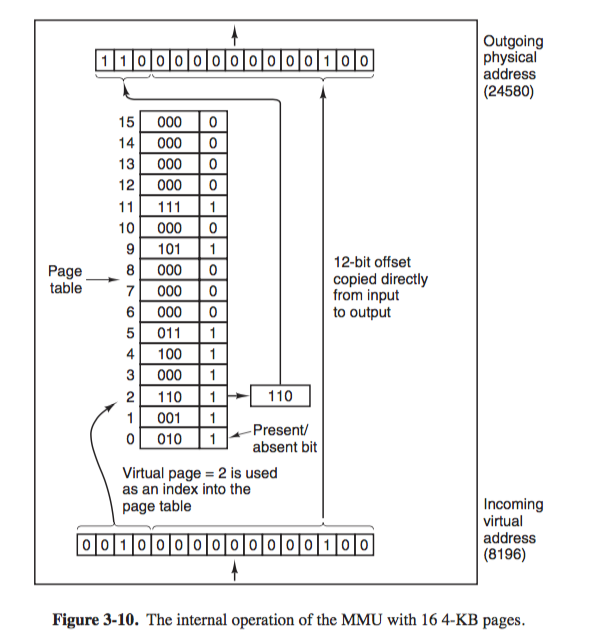 Outgoing
physical
address
(24580)
1 1 0 0 0 0 0 0 0 0 0 0 1 0 0
15 000 0
14 000 0
13 000 0
12 000 0
11 111 1
10 000 0
9 101 1
8 000 0
7 000 0
6 000 0
5 011 1
4 100 1
3 000 1
2 110 1
1 001 1
0 010 1
Page
table
110
Present/
absent bit
12-bit offset
copied directly
from input
to output
Virtual page = 2 is used
as an index into the
page table
0 0 1 0 0 0 0 0 0 0 0 0 0 1 0 0
Incoming
virtual
address
(8196)
Figure 3-10. The internal operation of the MMU with 16 4-KB pages.